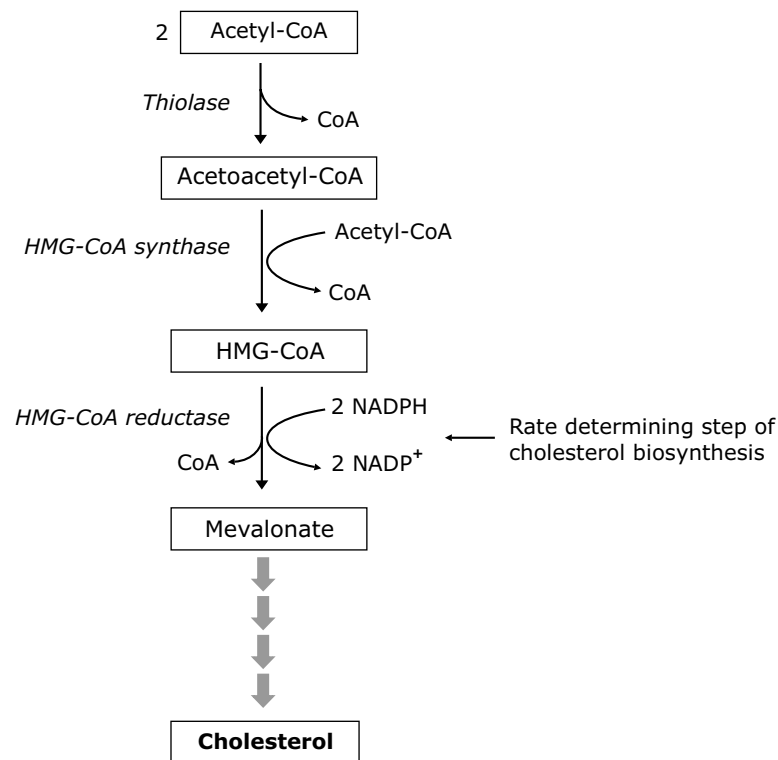 2 Acetyl-CoA
Thiolase
CoA
Acetoacetyl-CoA
HMG-CoA synthase
Acetyl-CoA
CoA
HMG-CoA
HMG-CoA reductase
2 NADPH
CoA
2 NADP⁺
Rate determining step of
cholesterol biosynthesis
Mevalonate
Cholesterol